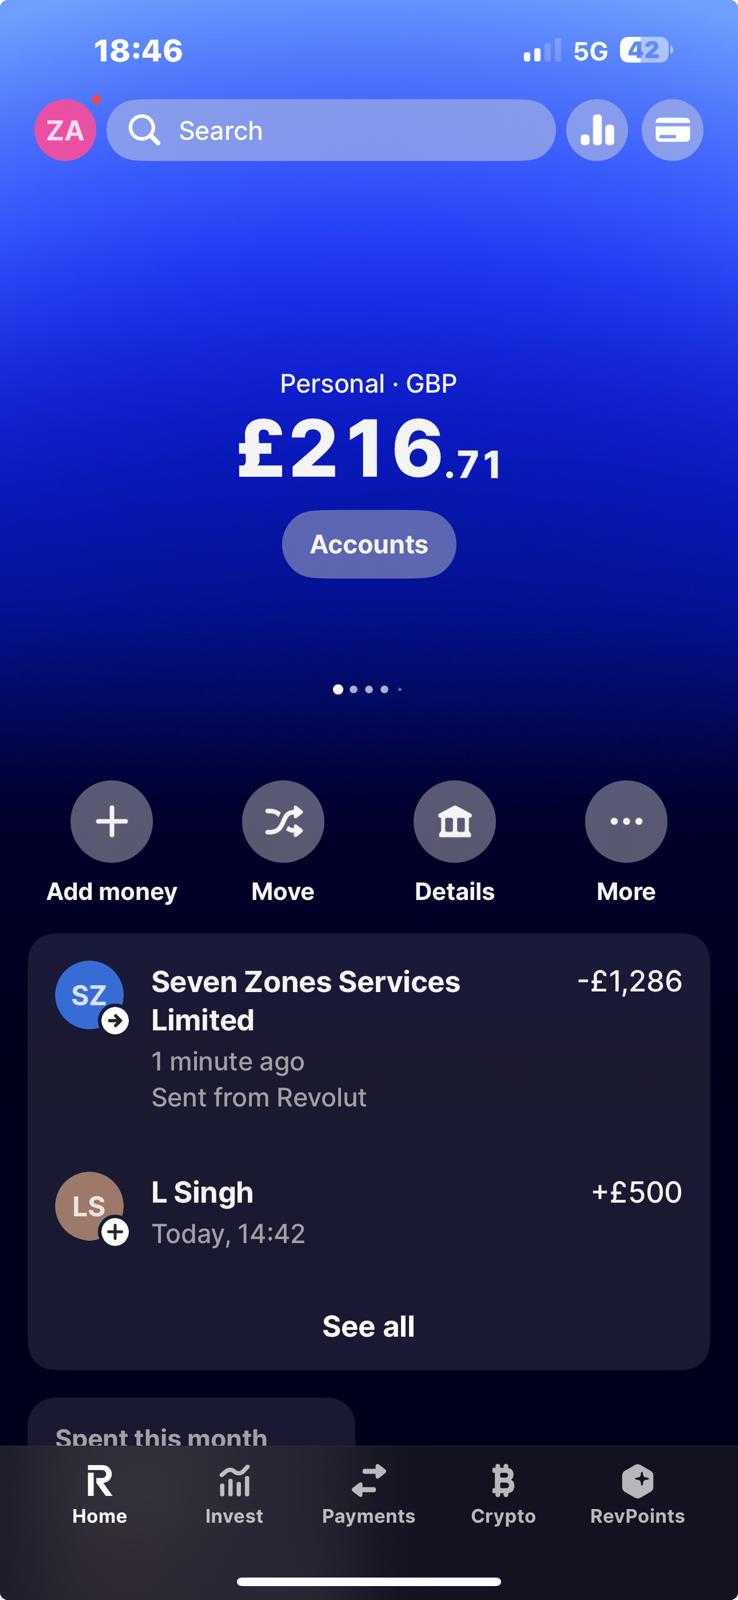 18:46
5G
42
ZA
Search
Personal · GBP
£216.71
Accounts
Add money
Move
Details
More
SZ
Seven Zones Services
-£1,286
Limited
1 minute ago
Sent from Revolut
LS
L Singh
+£500
Today, 14:42
See all
Spent this month
Home
Invest
Payments
Crypto
RevPoints